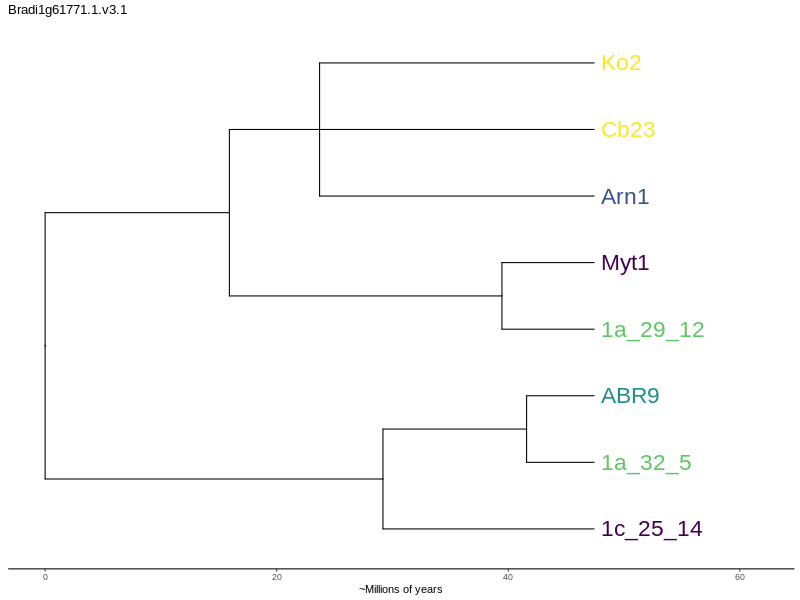 Bradi1g61771.1.v3.1
Ko2
Cb23
Arn1
Myt1
1a_29_12
ABR9
1a_32_5
1c_25_14
0 20 40 60
~Millions of years